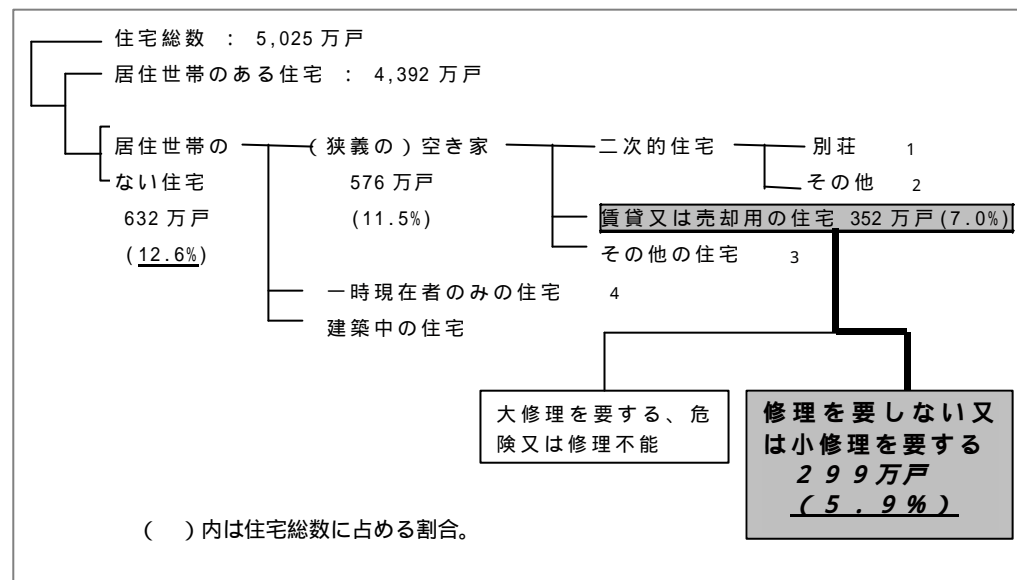 住宅総数 ： 5,025 万戸
居住世帯のある住宅 ： 4,392 万戸
居住世帯の
ない住宅
632 万戸
(12.6%)
(狭義の)空き家
576 万戸
(11.5%)
二次的住宅
別荘 1
その他 2
賃貸又は売却用の住宅 352 万戸(7.0%)
その他の住宅 3
一時現在者のみの住宅 4
建築中の住宅
大修理を要する、危
険又は修理不能
修理を要しない又
は小修理を要する
２９９万戸
(５.９%)
( )内は住宅総数に占める割合。